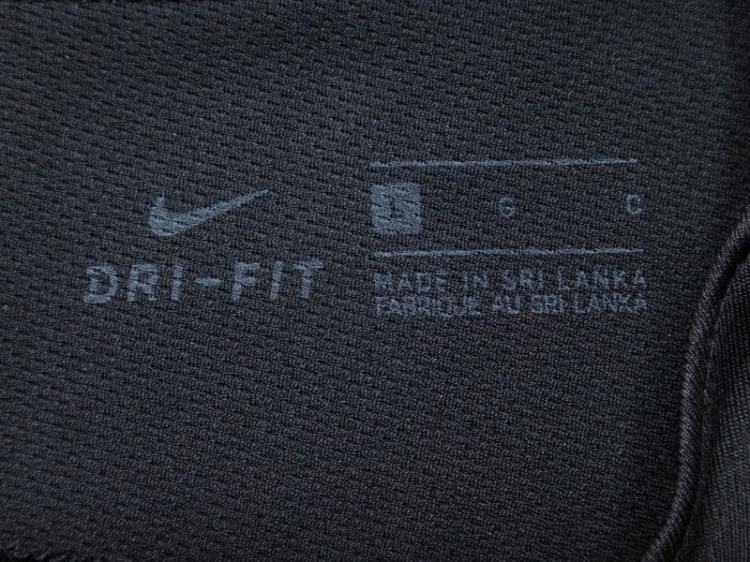 DRI-FIT
L G
MADE IN SRI LANKA
FABRIQUE AU SRI LANKA